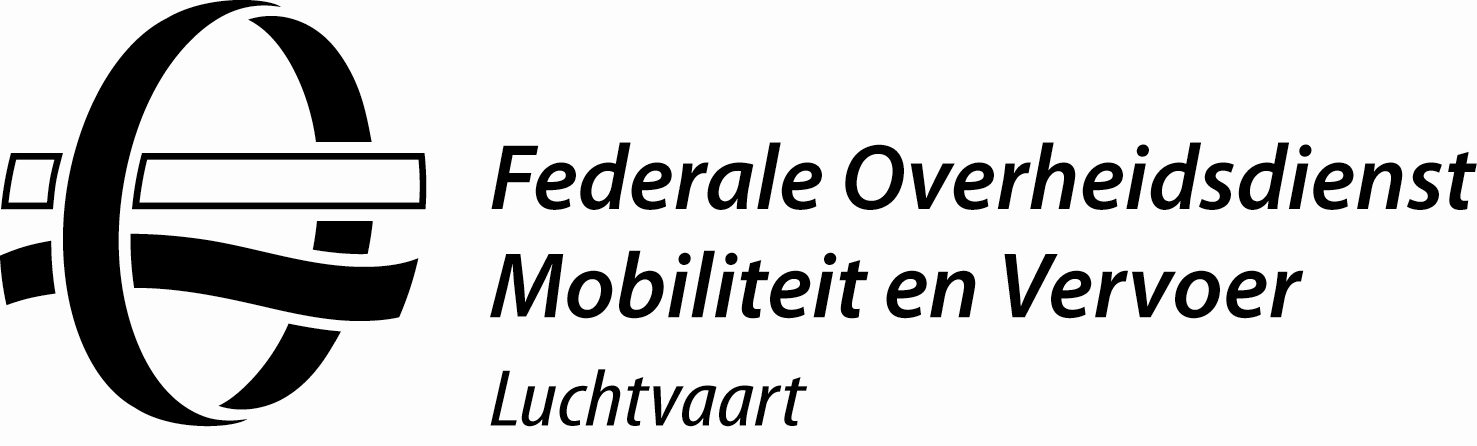 Federale Overheidsdienst
Mobiliteit en Vervoer
Luchtvaart